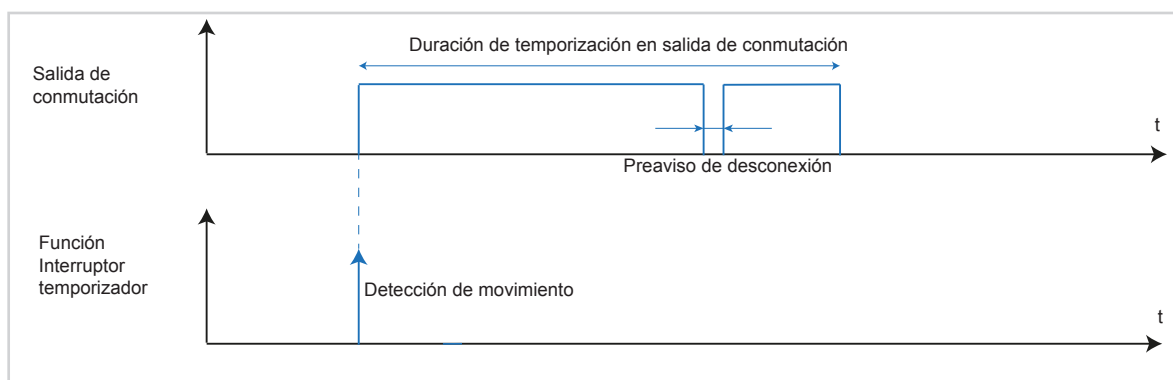 Duración de temporización en salida de conmutación
Salida de
conmutación
t
Preaviso de desconexión
Función
Interruptor
temporizador
Detección de movimiento
t